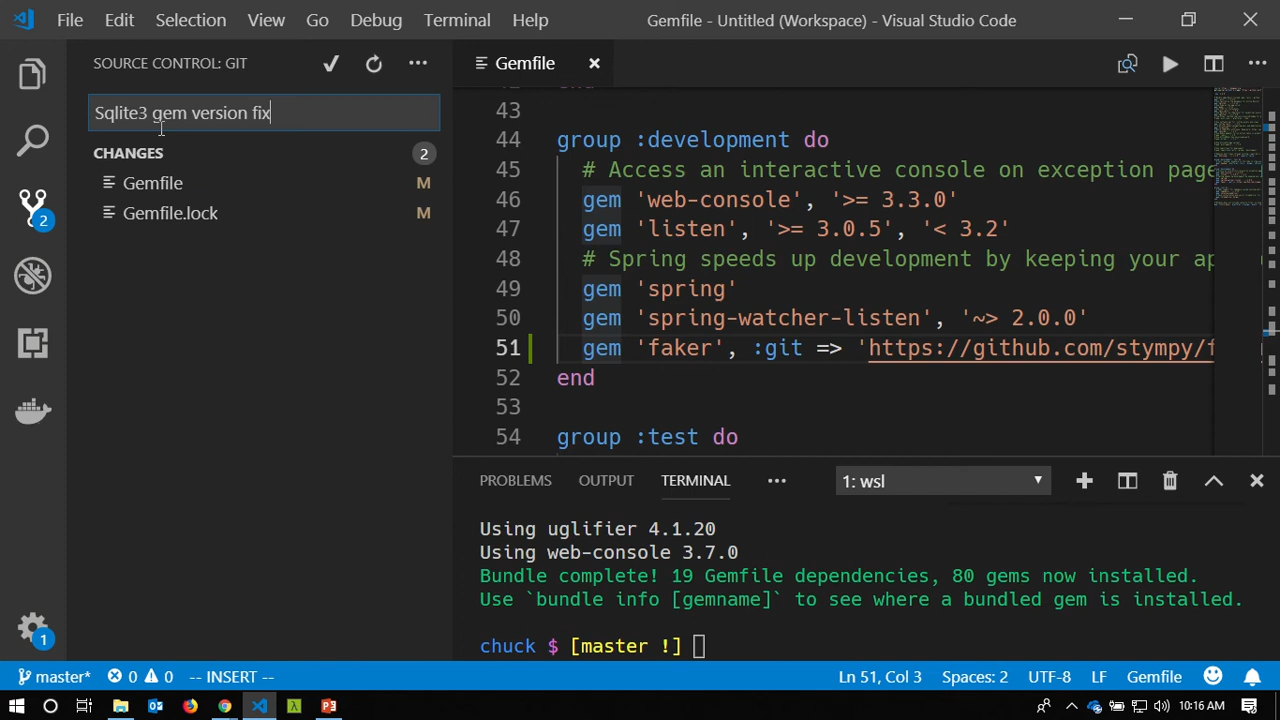 File Edit Selection View Go Debug Terminal Help
Gemfile - Untitled (Workspace) - Visual Studio Code
SOURCE CONTROL: GIT
Sqlite3 gem version fix
CHANGES 2
Gemfile M
Gemfile.lock M
2
1
Gemfile
43
44 group :development do
45 # Access an interactive console on exception page
46 gem 'web-console', '>= 3.3.0'
47 gem 'listen', '>= 3.0.5', '< 3.2'
48 # Spring speeds up development by keeping your ap
49 gem 'spring'
50 gem 'spring-watcher-listen', '~> 2.0.0'
51 gem 'faker', :git => 'https://github.com/stympy/f
52 end
53
54 group :test do
PROBLEMS OUTPUT TERMINAL ••• 1: wsl
Using uglifier 4.1.20
Using web-console 3.7.0
Bundle complete! 19 Gemfile dependencies, 80 gems now installed.
Use `bundle info [gemname]` to see where a bundled gem is installed.
chuck $ [master !]
master* 0 0 -- INSERT -- Ln 51, Col 3 Spaces: 2 UTF-8 LF Gemfile
10:16 AM